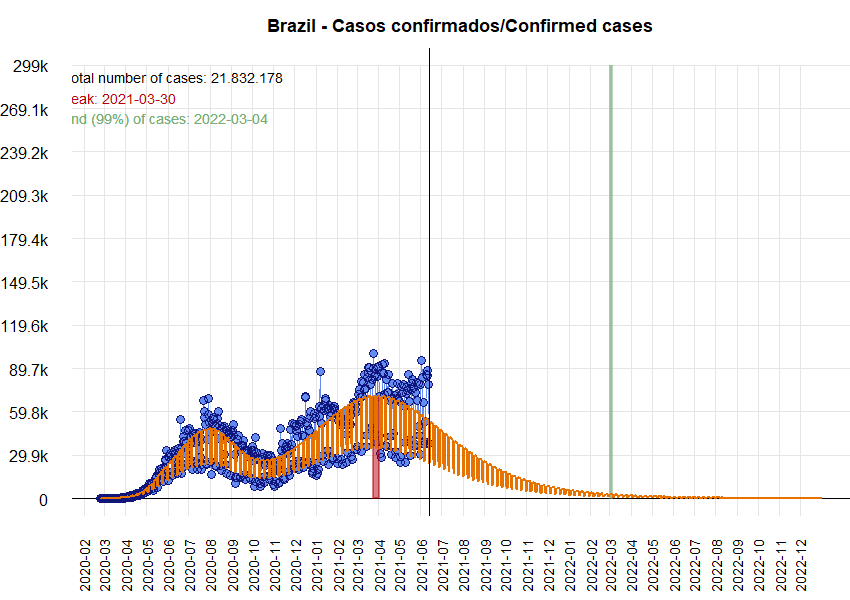 Brazil - Casos confirmados/Confirmed cases
299k
269.1k
239.2k
209.3k
179.4k
149.5k
119.6k
89.7k
59.8k
29.9k
0
otal number of cases: 21.832.178
eak: 2021-03-30
nd (99%) of cases: 2022-03-04
2020-02
2020-03
2020-04
2020-05
2020-06
2020-07
2020-08
2020-09
2020-10
2020-11
2020-12
2021-01
2021-02
2021-03
2021-04
2021-05
2021-06
2021-07
2021-08
2021-09
2021-10
2021-11
2021-12
2022-01
2022-02
2022-03
2022-04
2022-05
2022-06
2022-07
2022-08
2022-09
2022-10
2022-11
2022-12